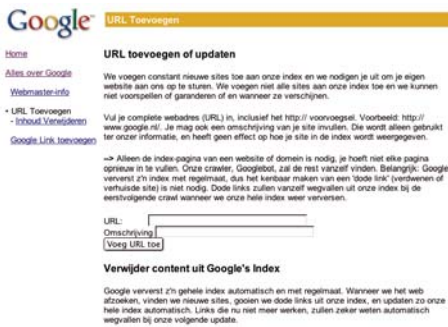 Google
URL Toevoegen
Home
Alles over Google
Webmaster-info
• URL Toevoegen
- Inhoud Verwijderen
Google Link toevoegen
URL toevoegen of updaten
We voegen constant nieuwe sites toe aan onze index en we nodigen je uit om je eigen
website aan ons op te sturen. We voegen niet alle sites aan onze index toe en we kunnen
niet voorspellen of garanderen of en wanneer ze verschijnen.
Vul je complete webadres (URL) in, inclusief het http:// voorvoegsel. Voorbeeld: http://
www.google.nl/. Je mag ook een omschrijving van je site invullen. Die wordt alleen gebruikt
ter onzer informatie, en heeft geen effect op hoe je site in de index wordt weergegeven.
--> Alleen de index-pagina van een website of domein is nodig, je hoeft niet elke pagina
opnieuw in te vullen. Onze crawler, Googlebot, zal de rest vanzelf vinden. Belangrijk: Google
ververst z'n index met regelmaat, dus het kenbaar maken van een 'dode link' (verdwenen of
verhuisde site) is niet nodig. Dode links zullen vanzelf wegvallen uit onze index bij de
eerstvolgende crawl wanneer we onze hele index weer verversen.
URL:
Omschrijving
Voeg URL toe
Verwijder content uit Google's Index
Google ververst z'n gehele index automatisch en met regelmaat. Wanneer we het web
afzoeken, vinden we nieuwe sites, gooien we dode links uit onze index, en updaten zo onze
hele index automatisch. Links die nu niet meer werken, zullen zeker weten automatisch
wegvallen bij onze volgende update.